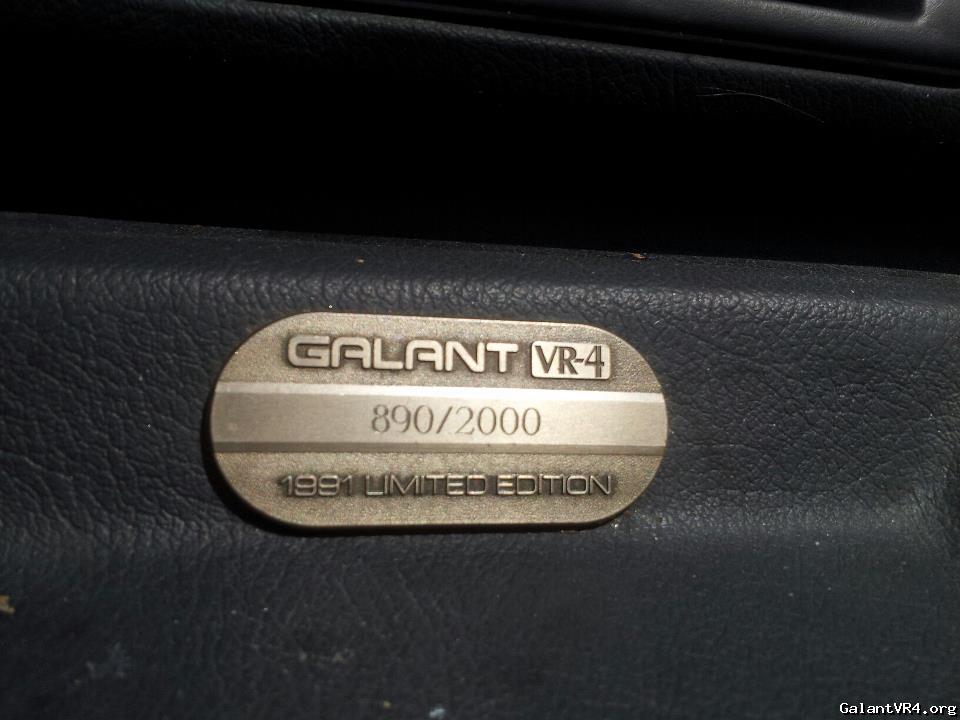 GALANT VR-4
890/2000
1991 LIMITED EDITION
GalantVR4.org